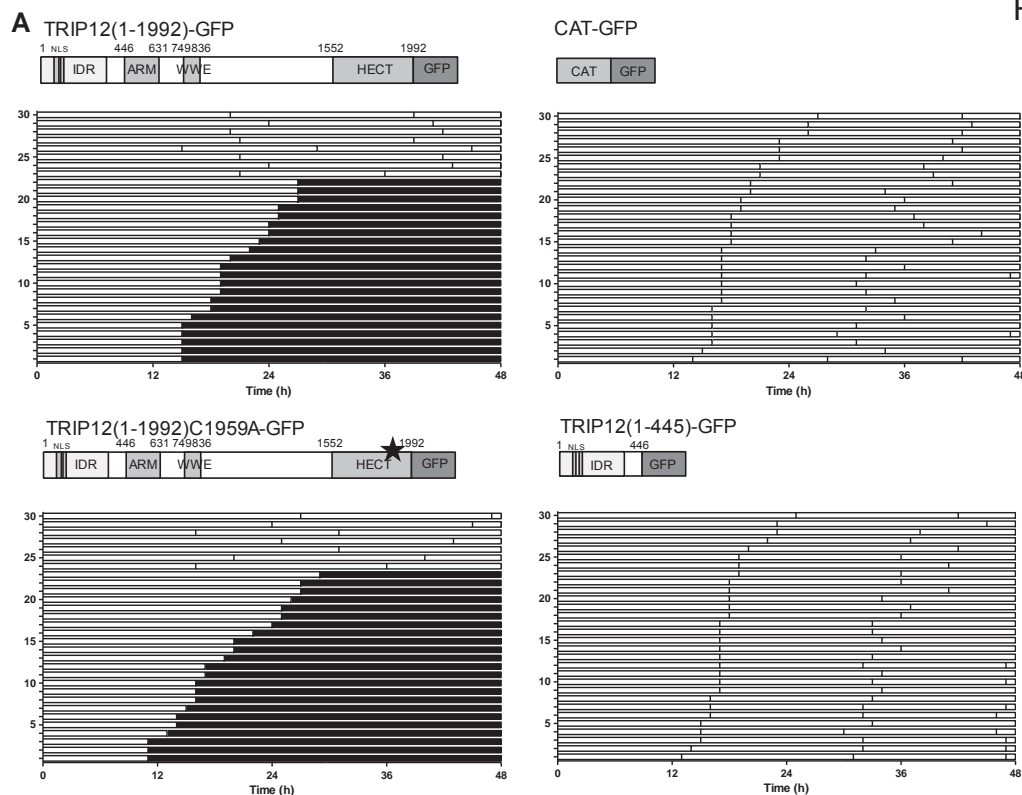 A
TRIP12(1-1992)-GFP
1 NLS 446 631 749 836 1552 1992
IDR ARM WWE HECT GFP
30
25
20
15
10
5
0 12 24 36 48
Time (h)
CAT-GFP
CAT GFP
30
25
20
15
10
5
0 12 24 36 48
Time (h)
TRIP12(1-1992)C1959A-GFP
1 NLS 446 631 749 836 1552 1992
IDR ARM WWE HECT GFP
30
25
20
15
10
5
0 12 24 36 48
Time (h)
TRIP12(1-445)-GFP
1 NLS 446
IDR GFP
30
25
20
15
10
5
0 12 24 36 48
Time (h)